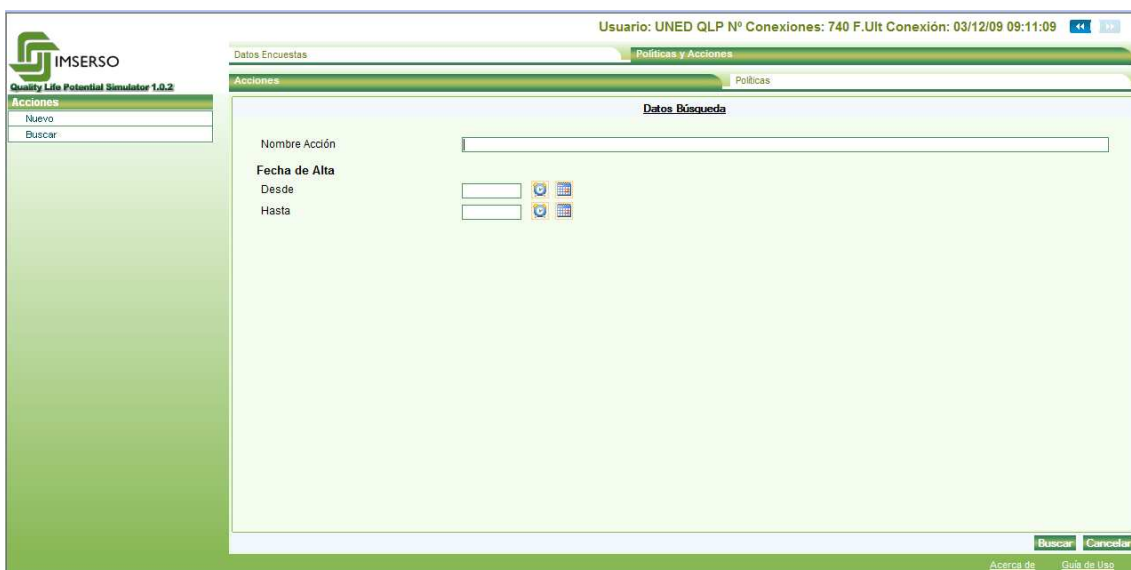 Usuario: UNED QLP Nº Conexiones: 740 F.Ult Conexión: 03/12/09 09:11:09
IMSERSO
Quality Life Potential Simulator 1.0.2
Datos Encuestas
Políticas y Acciones
Acciones
Políticas
Acciones
Nuevo
Buscar
Datos Búsqueda
Nombre Acción
Fecha de Alta
Desde
Hasta
Buscar
Cancelar
Acerca de
Guía de Uso